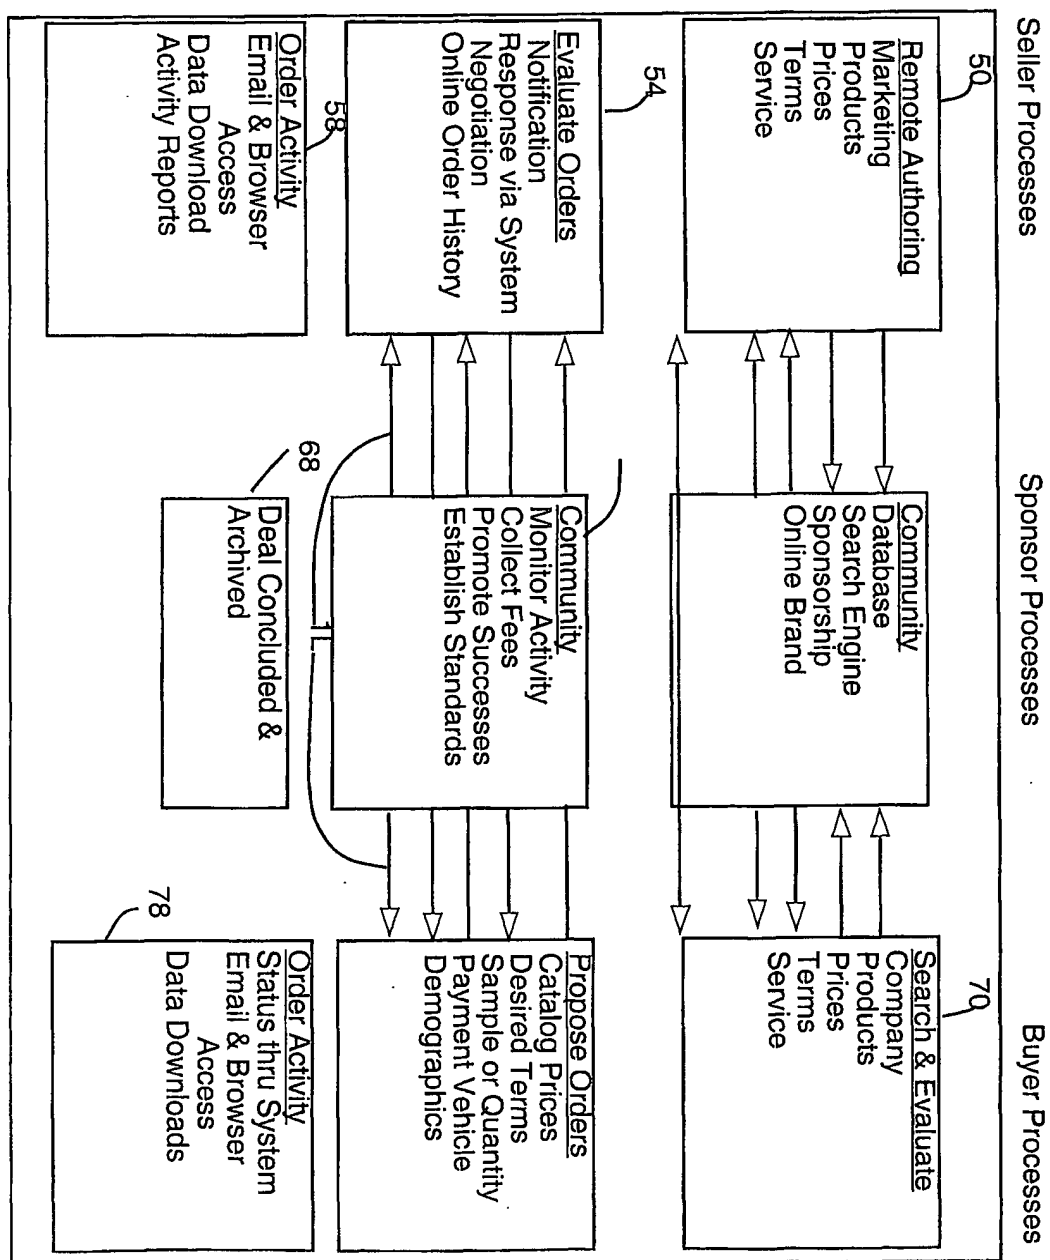 Seller Processes
Sponsor Processes
Buyer Processes
50
Remote Authoring
Marketing
Products
Prices
Terms
Service
Community
Database
Search Engine
Sponsorship
Online Brand
70
Search & Evaluate
Company
Products
Prices
Terms
Service
54
Evaluate Orders
Notification
Response via System
Negotiation
Online Order History
Community
Monitor Activity
Collect Fees
Promote Successes
Establish Standards
Propose Orders
Catalog Prices
Desired Terms
Sample or Quantity
Payment Vehicle
Demographics
1L
58
Order Activity
Email & Browser
Access
Data Download
Activity Reports
68
Deal Concluded &
Archived
78
Order Activity
Status thru System
Email & Browser
Access
Data Downloads